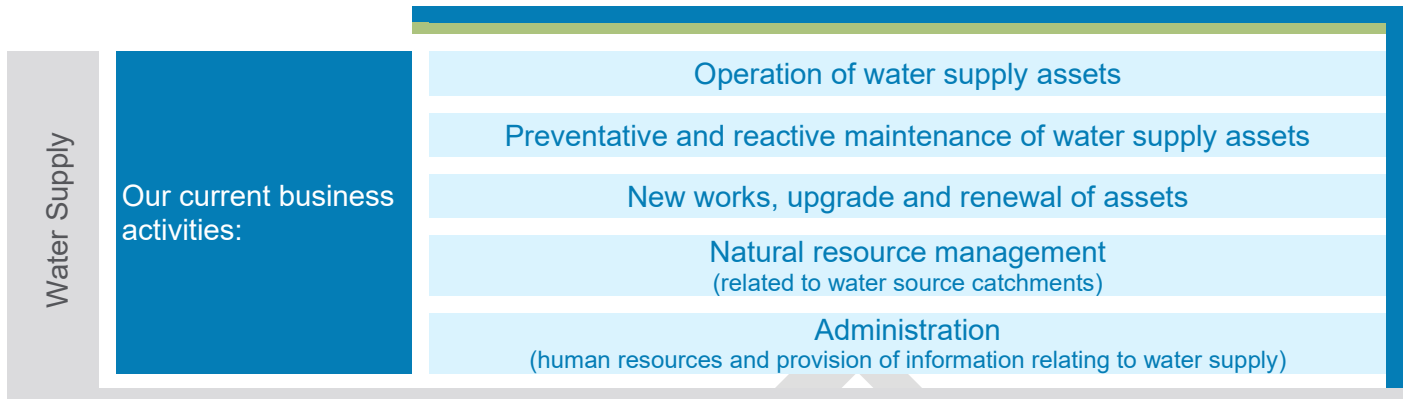 Water Supply
Our current business
activities:
Operation of water supply assets
Preventative and reactive maintenance of water supply assets
New works, upgrade and renewal of assets
Natural resource management
(related to water source catchments)
Administration
(human resources and provision of information relating to water supply)